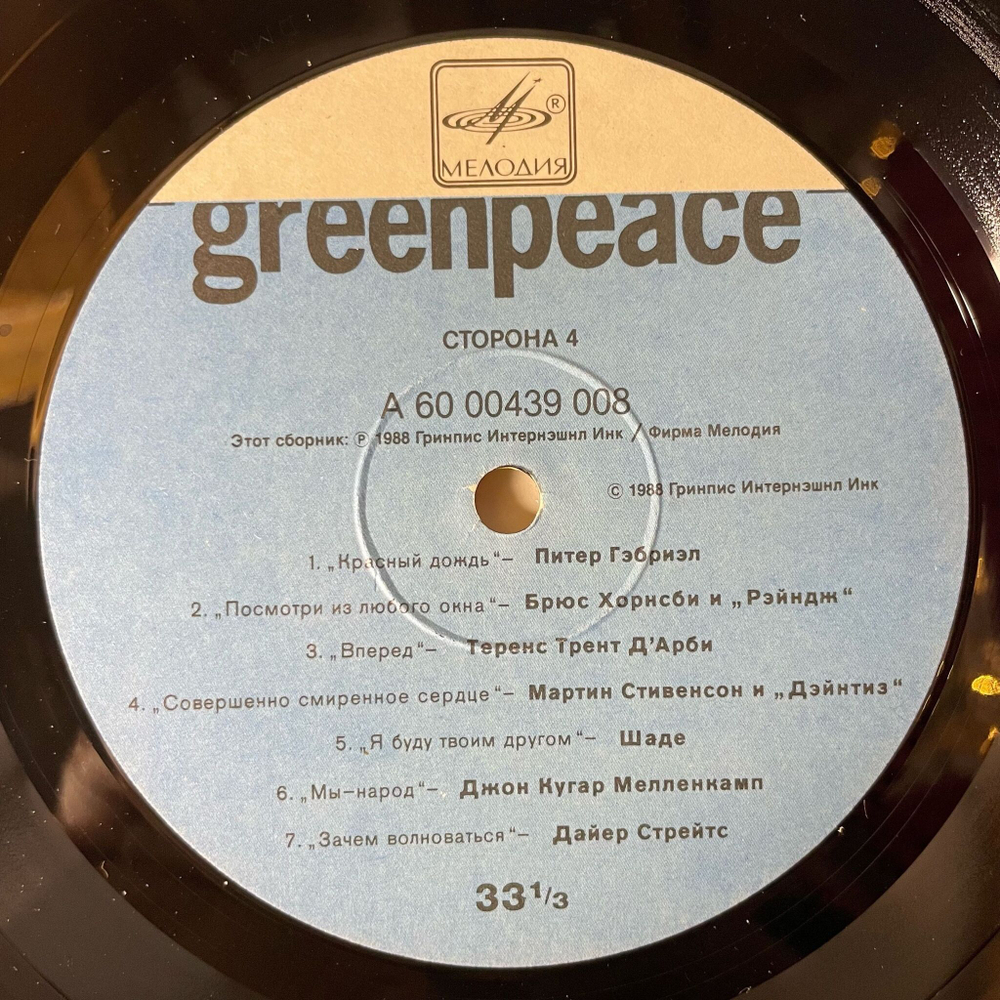 ®
МЕЛОДИЯ
greenpeace
СТОРОНА 4
А 60 00439 008
Этот сборник: ℗ 1988 Гринпис Интернэшнл Инк / Фирма Мелодия
© 1988 Гринпис Интернэшнл Инк
1. „Красный дождь“– Питер Гэбриэл
2. „Посмотри из любого окна“– Брюс Хорнсби и „Рэйндж“
3. „Вперед“– Теренс Трент Д’Арби
4. „Совершенно смиренное сердце“– Мартин Стивенсон и „Дэйнтиз“
5. „Я буду твоим другом“– Шаде
6. „Мы–народ“– Джон Кугар Мелленкамп
7. „Зачем волноваться“– Дайер Стрейтс
33¹/₃